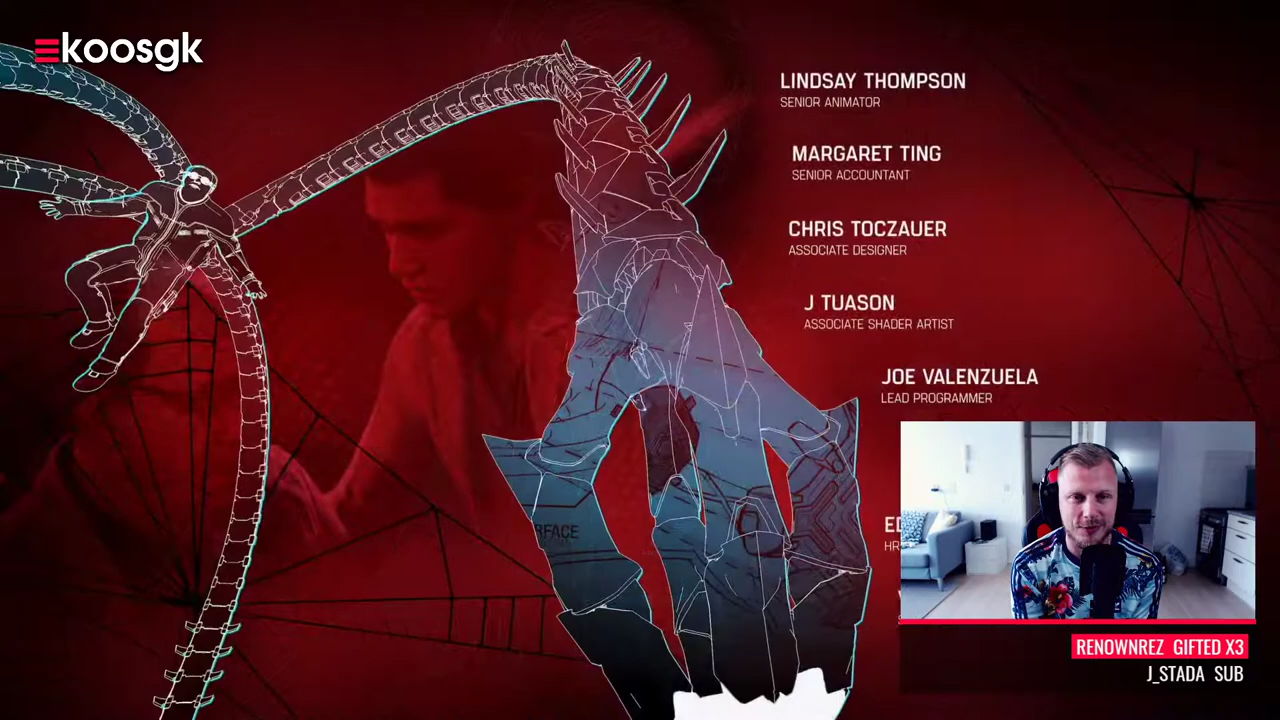 koosgk
LINDSAY THOMPSON
SENIOR ANIMATOR
MARGARET TING
SENIOR ACCOUNTANT
CHRIS TOCZAUER
ASSOCIATE DESIGNER
J TUASON
ASSOCIATE SHADER ARTIST
JOE VALENZUELA
LEAD PROGRAMMER
RENOWNREZ GIFTED X3
J_STADA SUB